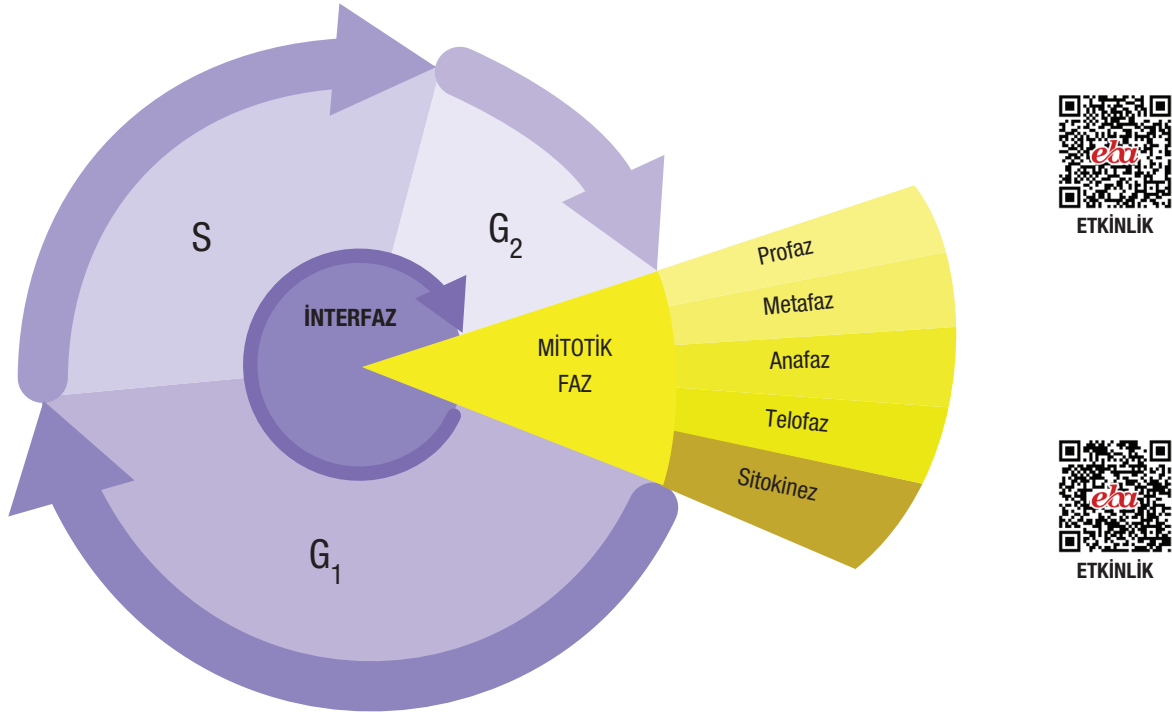 S
G₂
İNTERFAZ
MİTOTİK
FAZ
G₁
Profaz
Metafaz
Anafaz
Telofaz
Sitokinez
eba
ETKİNLİK
eba
ETKİNLİK